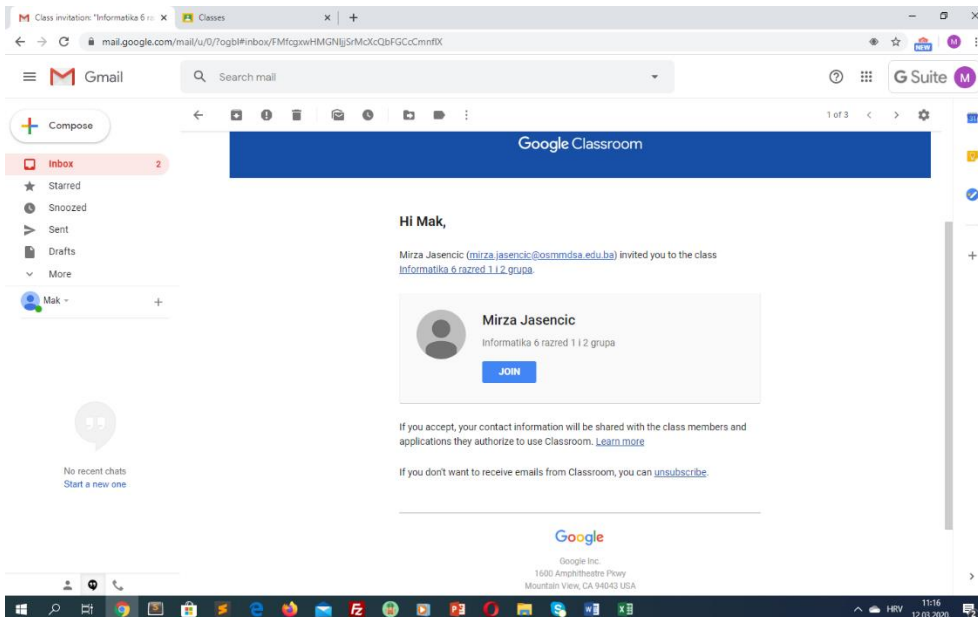 Class invitation: "Informatika 6 ra
Classes
mail.google.com/mail/u/0/?ogbl#inbox/FMfcgxwHMGNljjSrMcXcQbFGCcCmnflX
NEW
M
Gmail
Search mail
G Suite
M
Compose
1 of 3
31
Google Classroom
Inbox 2
Starred
Snoozed
Sent
Drafts
More
Mak
Hi Mak,
Mirza Jasencic (mirza.jasencic@osmmdsa.edu.ba) invited you to the class
Informatika 6 razred 1 i 2 grupa.
Mirza Jasencic
Informatika 6 razred 1 i 2 grupa
JOIN
If you accept, your contact information will be shared with the class members and
applications they authorize to use Classroom. Learn more
If you don't want to receive emails from Classroom, you can unsubscribe.
No recent chats
Start a new one
Google
Google Inc.
1600 Amphitheatre Pkwy
Mountain View, CA 94043 USA
HRV
11:16
12.03.2020